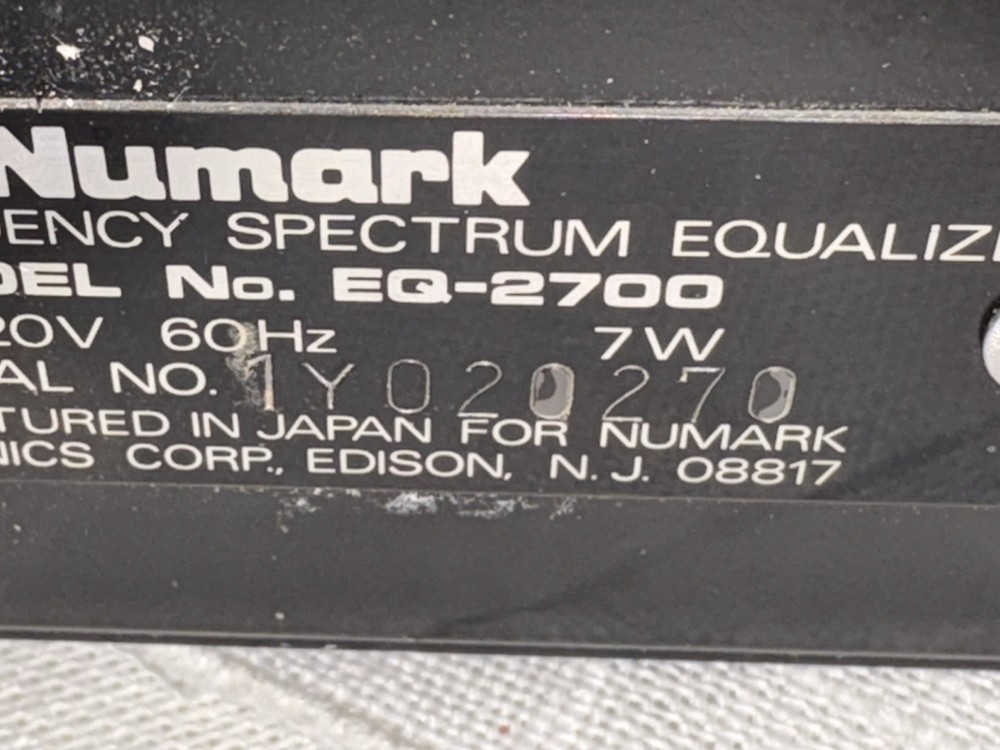 Numark
ENCY SPECTRUM EQUALIZ
DEL No. EQ-2700
20V 60Hz 7W
AL NO. 1Y020270
TURED IN JAPAN FOR NUMARK
NICS CORP., EDISON, N.J. 08817